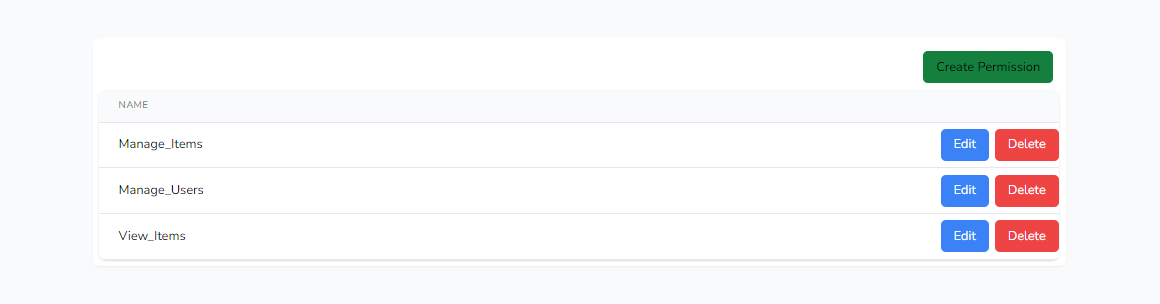 Create Permission
NAME
Manage_Items Edit Delete
Manage_Users Edit Delete
View_Items Edit Delete